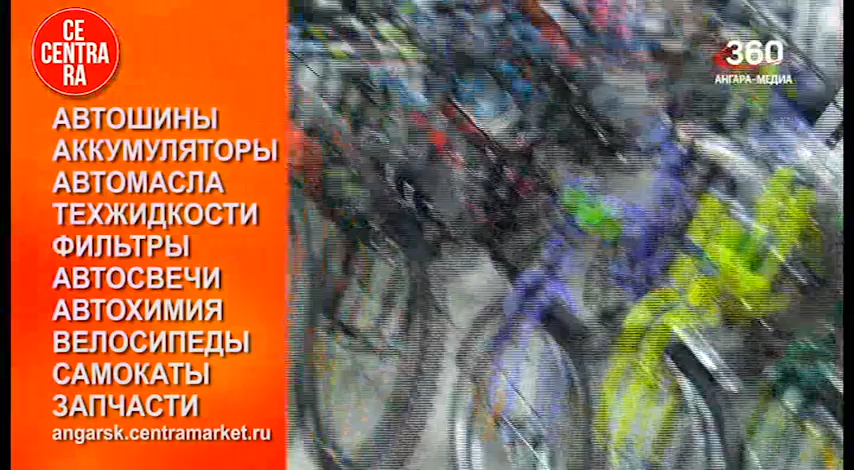 CE
CENTRA
RA
360
АНГАРА-МЕДИА
АВТОШИНЫ
АККУМУЛЯТОРЫ
АВТОМАСЛА
ТЕХЖИДКОСТИ
ФИЛЬТРЫ
АВТОСВЕЧИ
АВТОХИМИЯ
ВЕЛОСИПЕДЫ
САМОКАТЫ
ЗАПЧАСТИ
angarsk.centramarket.ru